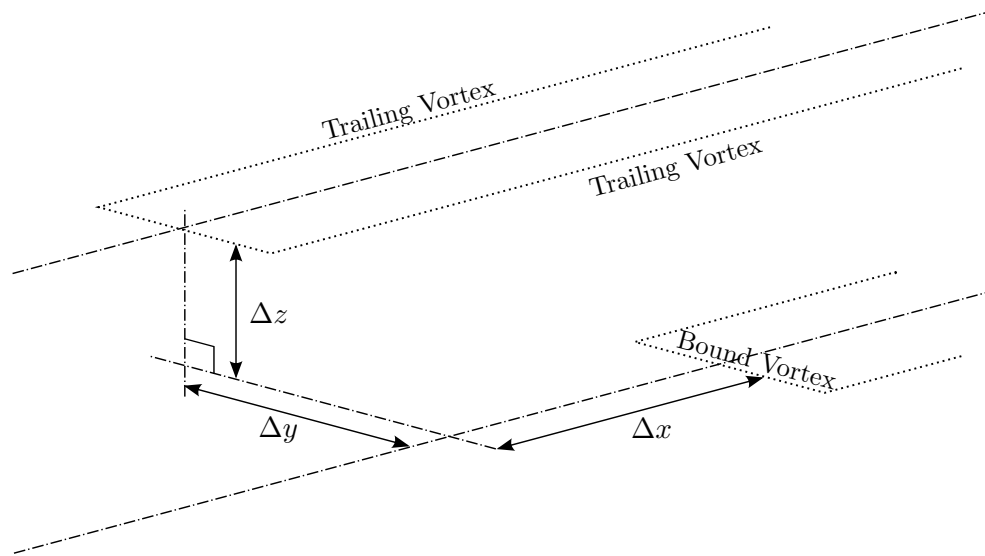 Trailing Vortex
Trailing Vortex
Δz
Bound Vortex
Δy
Δx